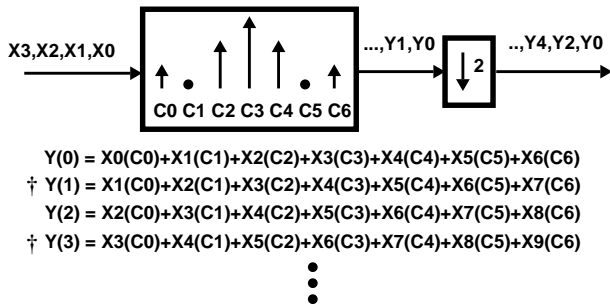 X3,X2,X1,X0
...,Y1,Y0
..,Y4,Y2,Y0
2
C0 C1 C2 C3 C4 C5 C6
Y(0) = X0(C0)+X1(C1)+X2(C2)+X3(C3)+X4(C4)+X5(C5)+X6(C6)
† Y(1) = X1(C0)+X2(C1)+X3(C2)+X4(C3)+X5(C4)+X6(C5)+X7(C6)
Y(2) = X2(C0)+X3(C1)+X4(C2)+X5(C3)+X6(C4)+X7(C5)+X8(C6)
† Y(3) = X3(C0)+X4(C1)+X5(C2)+X6(C3)+X7(C4)+X8(C5)+X9(C6)